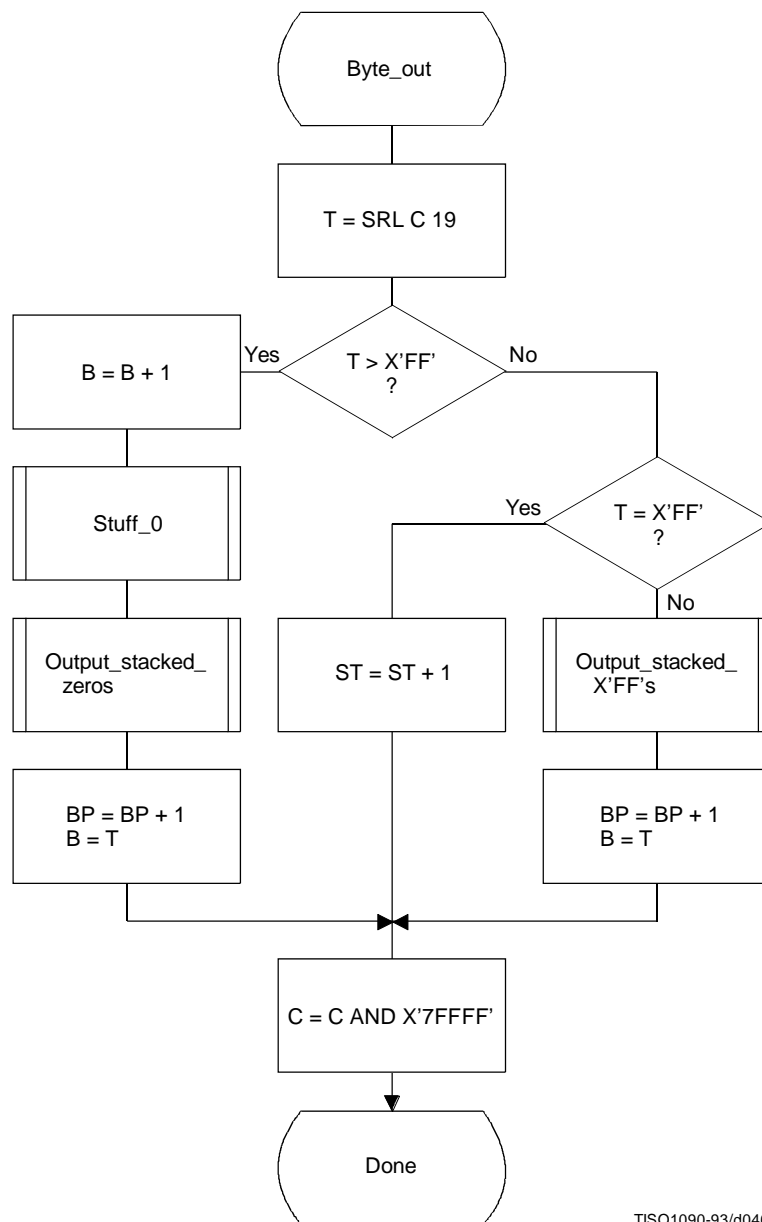 Byte_out
T = SRL C 19
B = B + 1
Yes
T > X’FF’
?
No
Stuff_0
Yes
T = X’FF’
?
No
Output_stacked_
zeros
ST = ST + 1
Output_stacked_
X’FF’s
BP = BP + 1
B = T
BP = BP + 1
B = T
C = C AND X’7FFFF’
Done